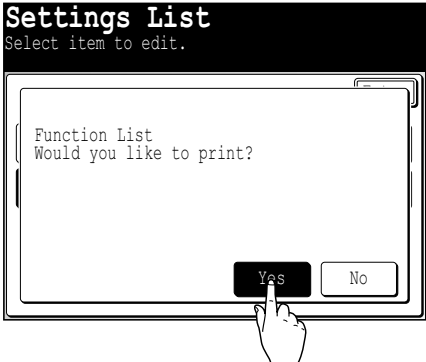 Settings List
Select item to edit.
Function List
Would you like to print?
Yes
No